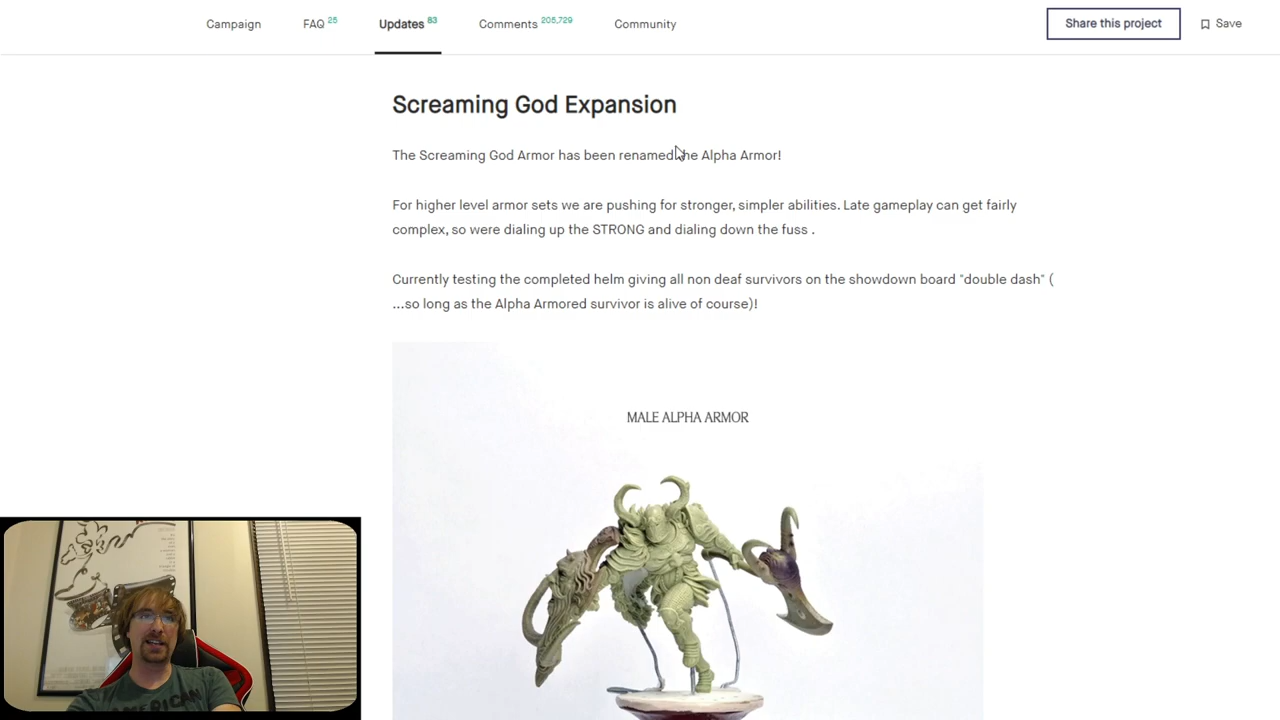 Campaign
FAQ 25
Updates 83
Comments 205,729
Community
Share this project
Save
Screaming God Expansion
The Screaming God Armor has been renamed the Alpha Armor!
For higher level armor sets we are pushing for stronger, simpler abilities. Late gameplay can get fairly
complex, so were dialing up the STRONG and dialing down the fuss .
Currently testing the completed helm giving all non deaf survivors on the showdown board "double dash" (
...so long as the Alpha Armored survivor is alive of course)!
MALE ALPHA ARMOR
AMERICAN